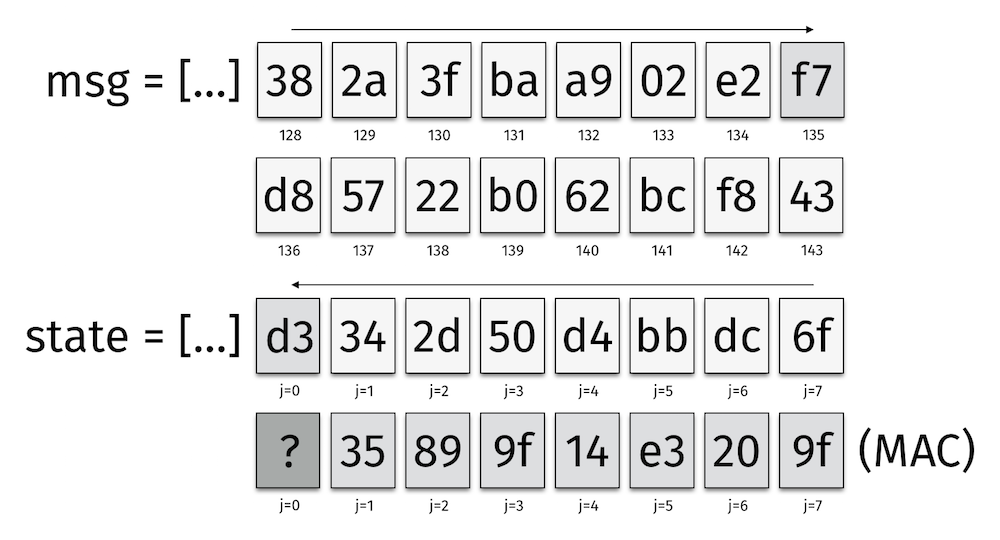 msg = [...] 38 2a 3f ba a9 02 e2 f7
128 129 130 131 132 133 134 135
d8 57 22 b0 62 bc f8 43
136 137 138 139 140 141 142 143
state = [...] d3 34 2d 50 d4 bb dc 6f
j=0 j=1 j=2 j=3 j=4 j=5 j=6 j=7
? 35 89 9f 14 e3 20 9f (MAC)
j=0 j=1 j=2 j=3 j=4 j=5 j=6 j=7